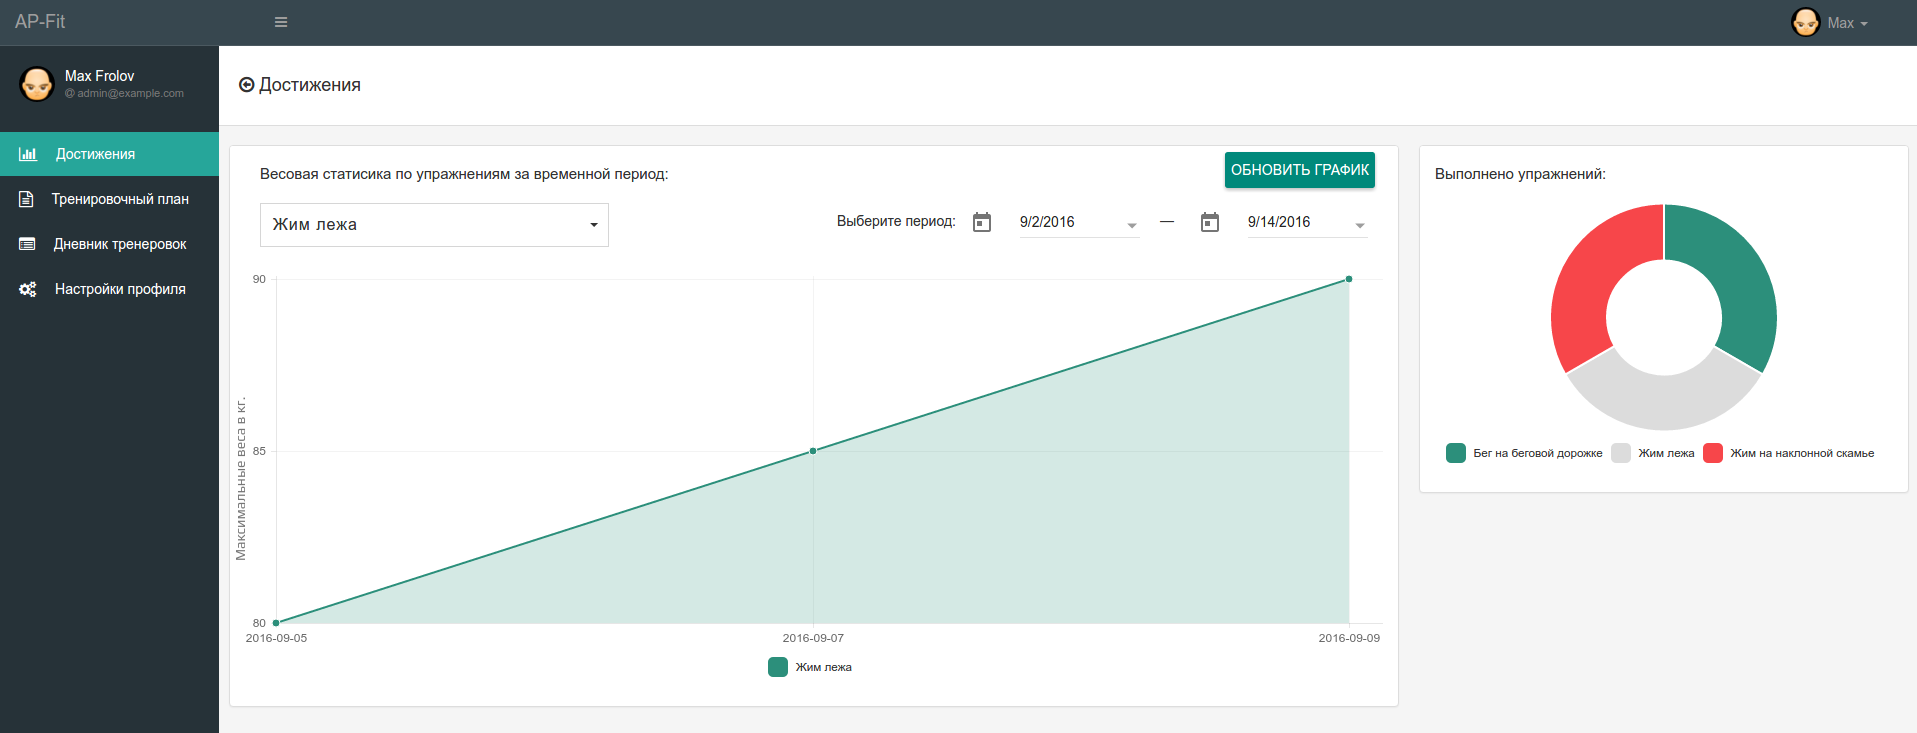 AP-Fit
Max
Max Frolov
@ admin@example.com
Достижения
Тренировочный план
Дневник тренеровок
Настройки профиля
Достижения
Весовая статисика по упражнениям за временной период:
ОБНОВИТЬ ГРАФИК
Жим лежа
Выберите период: 9/2/2016 — 9/14/2016
Максимальные веса в кг.
90
85
80
2016-09-05 2016-09-07 2016-09-09
Жим лежа
Выполнено упражнений:
Бег на беговой дорожке Жим лежа Жим на наклонной скамье